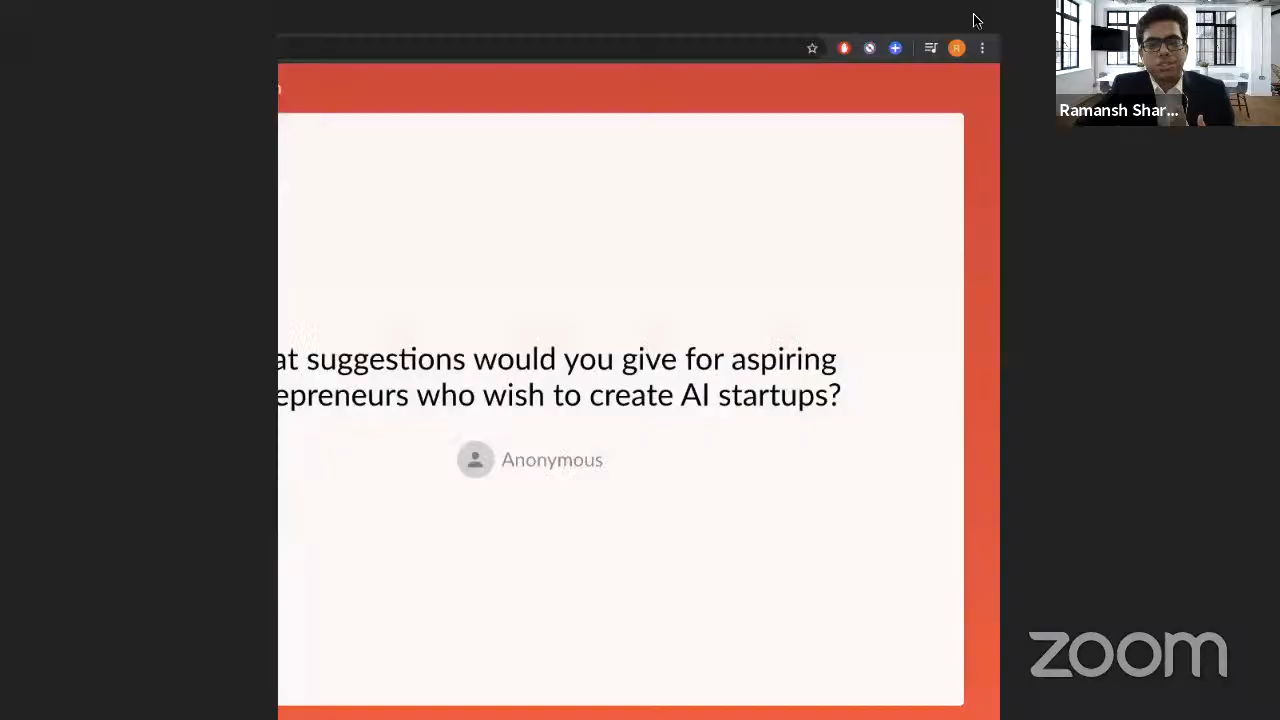 Ramansh Shar...
at suggestions would you give for aspiring
epreneurs who wish to create AI startups?
Anonymous
zoom